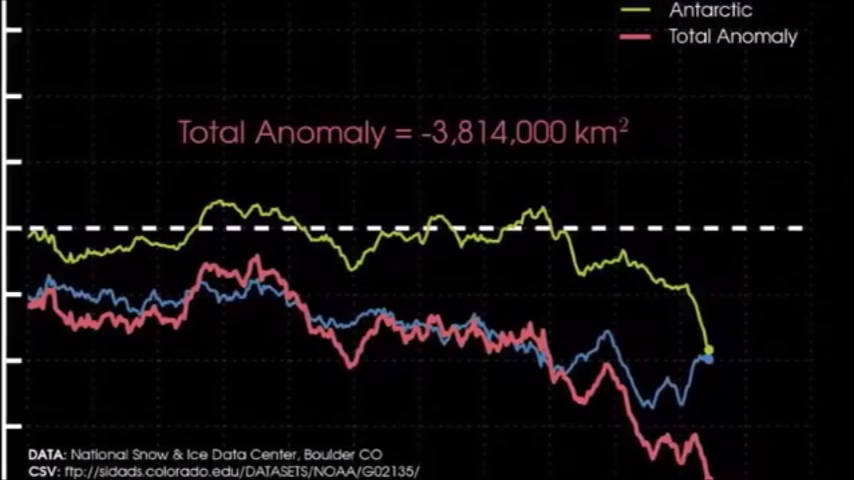 Antarctic
Total Anomaly
Total Anomaly = -3,814,000 km²
DATA: National Snow & Ice Data Center, Boulder CO
CSV: ftp://sidads.colorado.edu/DATASETS/NOAA/G02135/